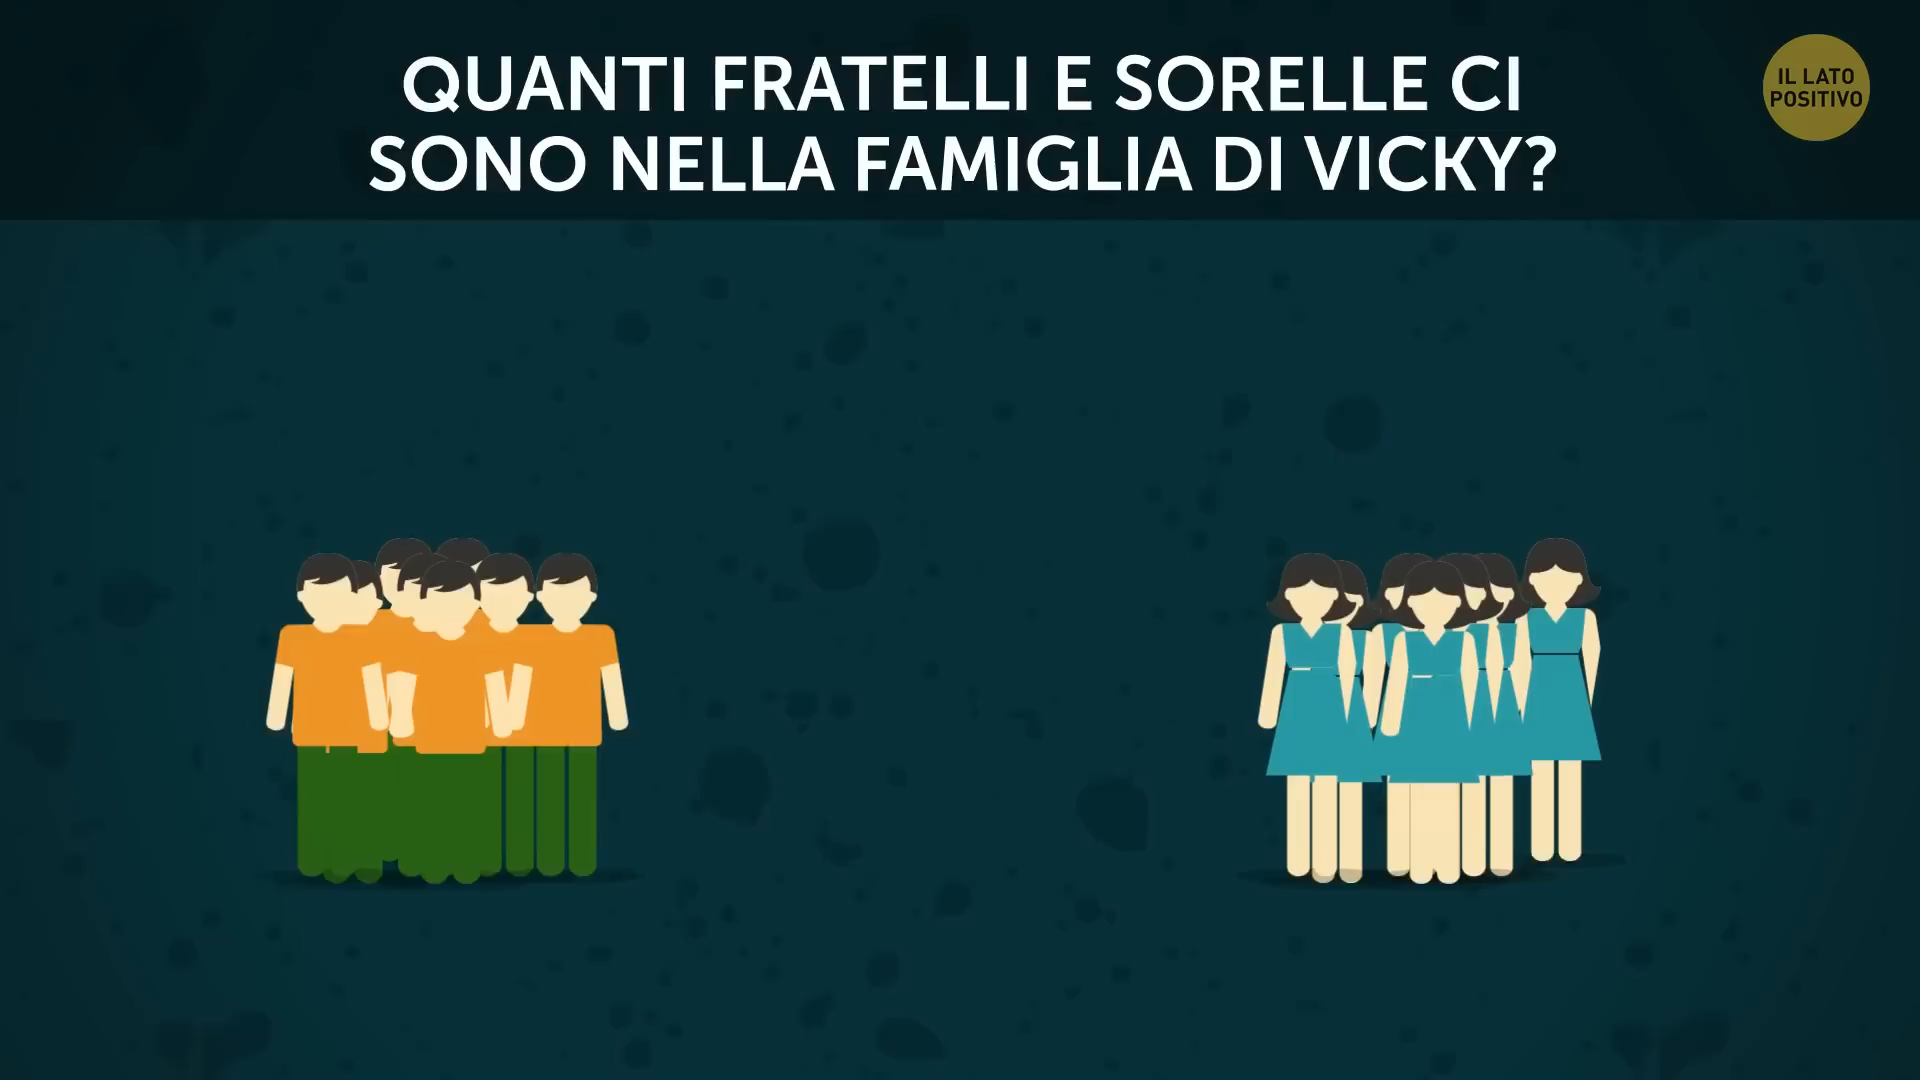 QUANTI FRATELLI E SORELLE CI
SONO NELLA FAMIGLIA DI VICKY?
IL LATO
POSITIVO